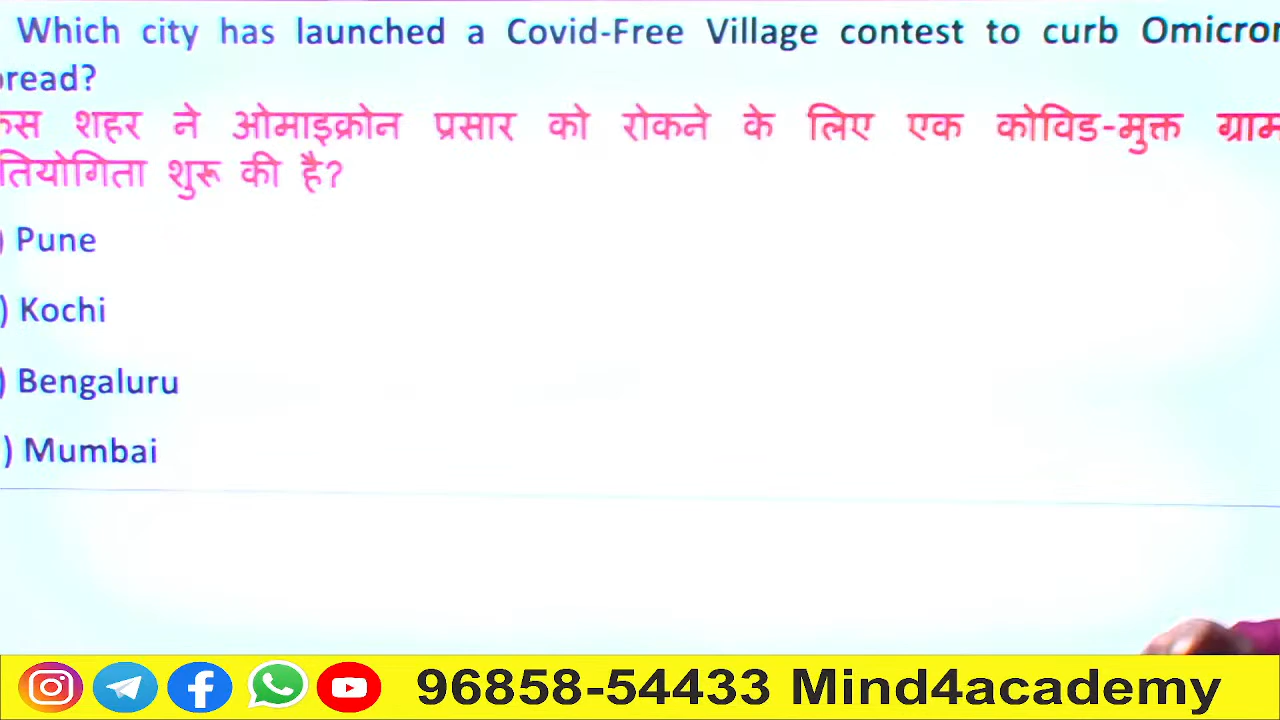 Which city has launched a Covid-Free Village contest to curb Omicron
pread?
शहर ने ओमाइक्रोन प्रसार को रोकने के लिए एक कोविड-मुक्त ग्राम
तियोगिता शुरू की है?
) Pune
) Kochi
) Bengaluru
) Mumbai
96858-54433 Mind4academy